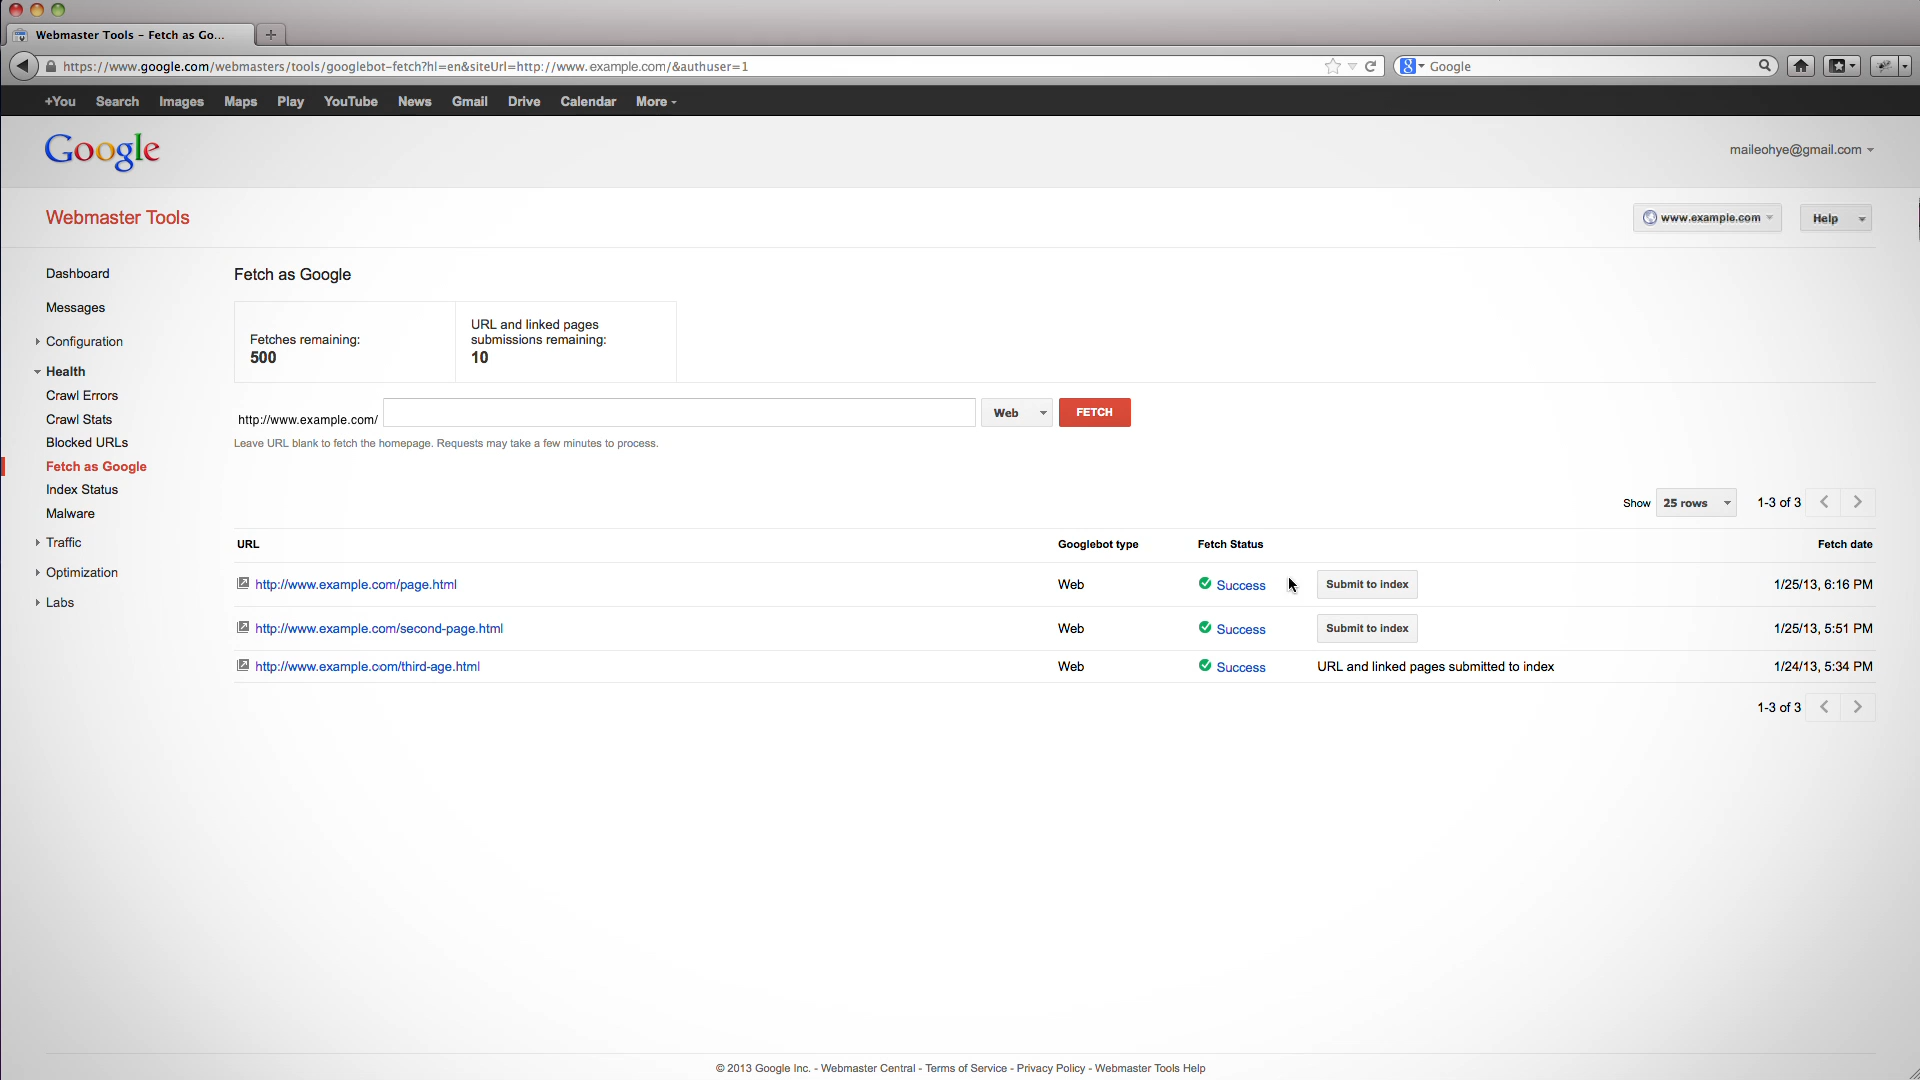 Webmaster Tools - Fetch as Go...
https://www.google.com/webmasters/tools/googlebot-fetch?hl=en&siteUrl=http://www.example.com/&authuser=1
Google
+You Search Images Maps Play YouTube News Gmail Drive Calendar More
Google
maileohye@gmail.com
Webmaster Tools
www.example.com
Help
Dashboard
Messages
Configuration
Health
Crawl Errors
Crawl Stats
Blocked URLs
Fetch as Google
Index Status
Malware
Traffic
Optimization
Labs
Fetch as Google
Fetches remaining:
500
URL and linked pages
submissions remaining:
10
http://www.example.com/
Web
FETCH
Leave URL blank to fetch the homepage. Requests may take a few minutes to process.
Show 25 rows 1-3 of 3
URL Googlebot type Fetch Status Fetch date
http://www.example.com/page.html Web Success Submit to index 1/25/13, 6:16 PM
http://www.example.com/second-page.html Web Success Submit to index 1/25/13, 5:51 PM
http://www.example.com/third-age.html Web Success URL and linked pages submitted to index 1/24/13, 5:34 PM
1-3 of 3
© 2013 Google Inc. - Webmaster Central - Terms of Service - Privacy Policy - Webmaster Tools Help